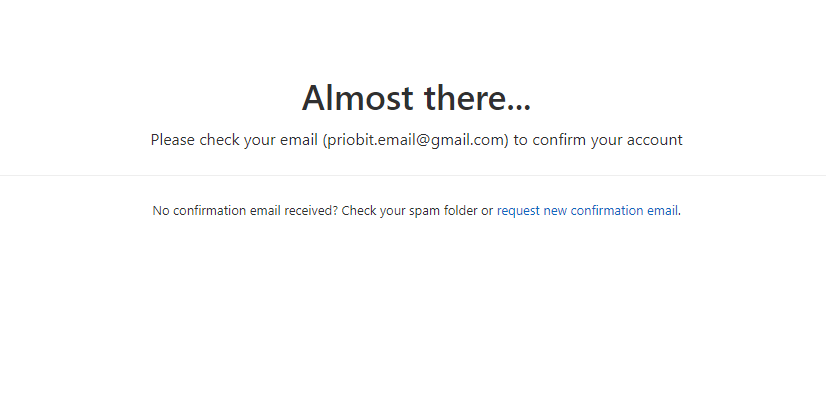 Almost there...
Please check your email (priobit.email@gmail.com) to confirm your account
No confirmation email received? Check your spam folder or request new confirmation email.